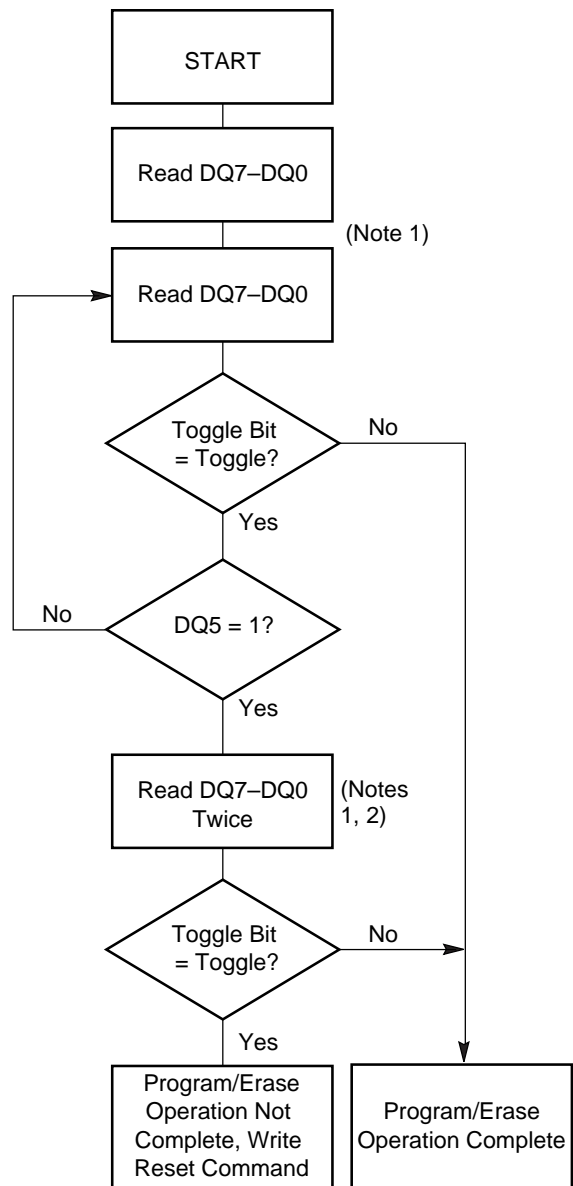 START
Read DQ7–DQ0
(Note 1)
Read DQ7–DQ0
Toggle Bit
= Toggle?
No
Yes
No
DQ5 = 1?
Yes
Read DQ7–DQ0
Twice
(Notes
1, 2)
Toggle Bit
= Toggle?
No
Yes
Program/Erase
Operation Not
Complete, Write
Reset Command
Program/Erase
Operation Complete